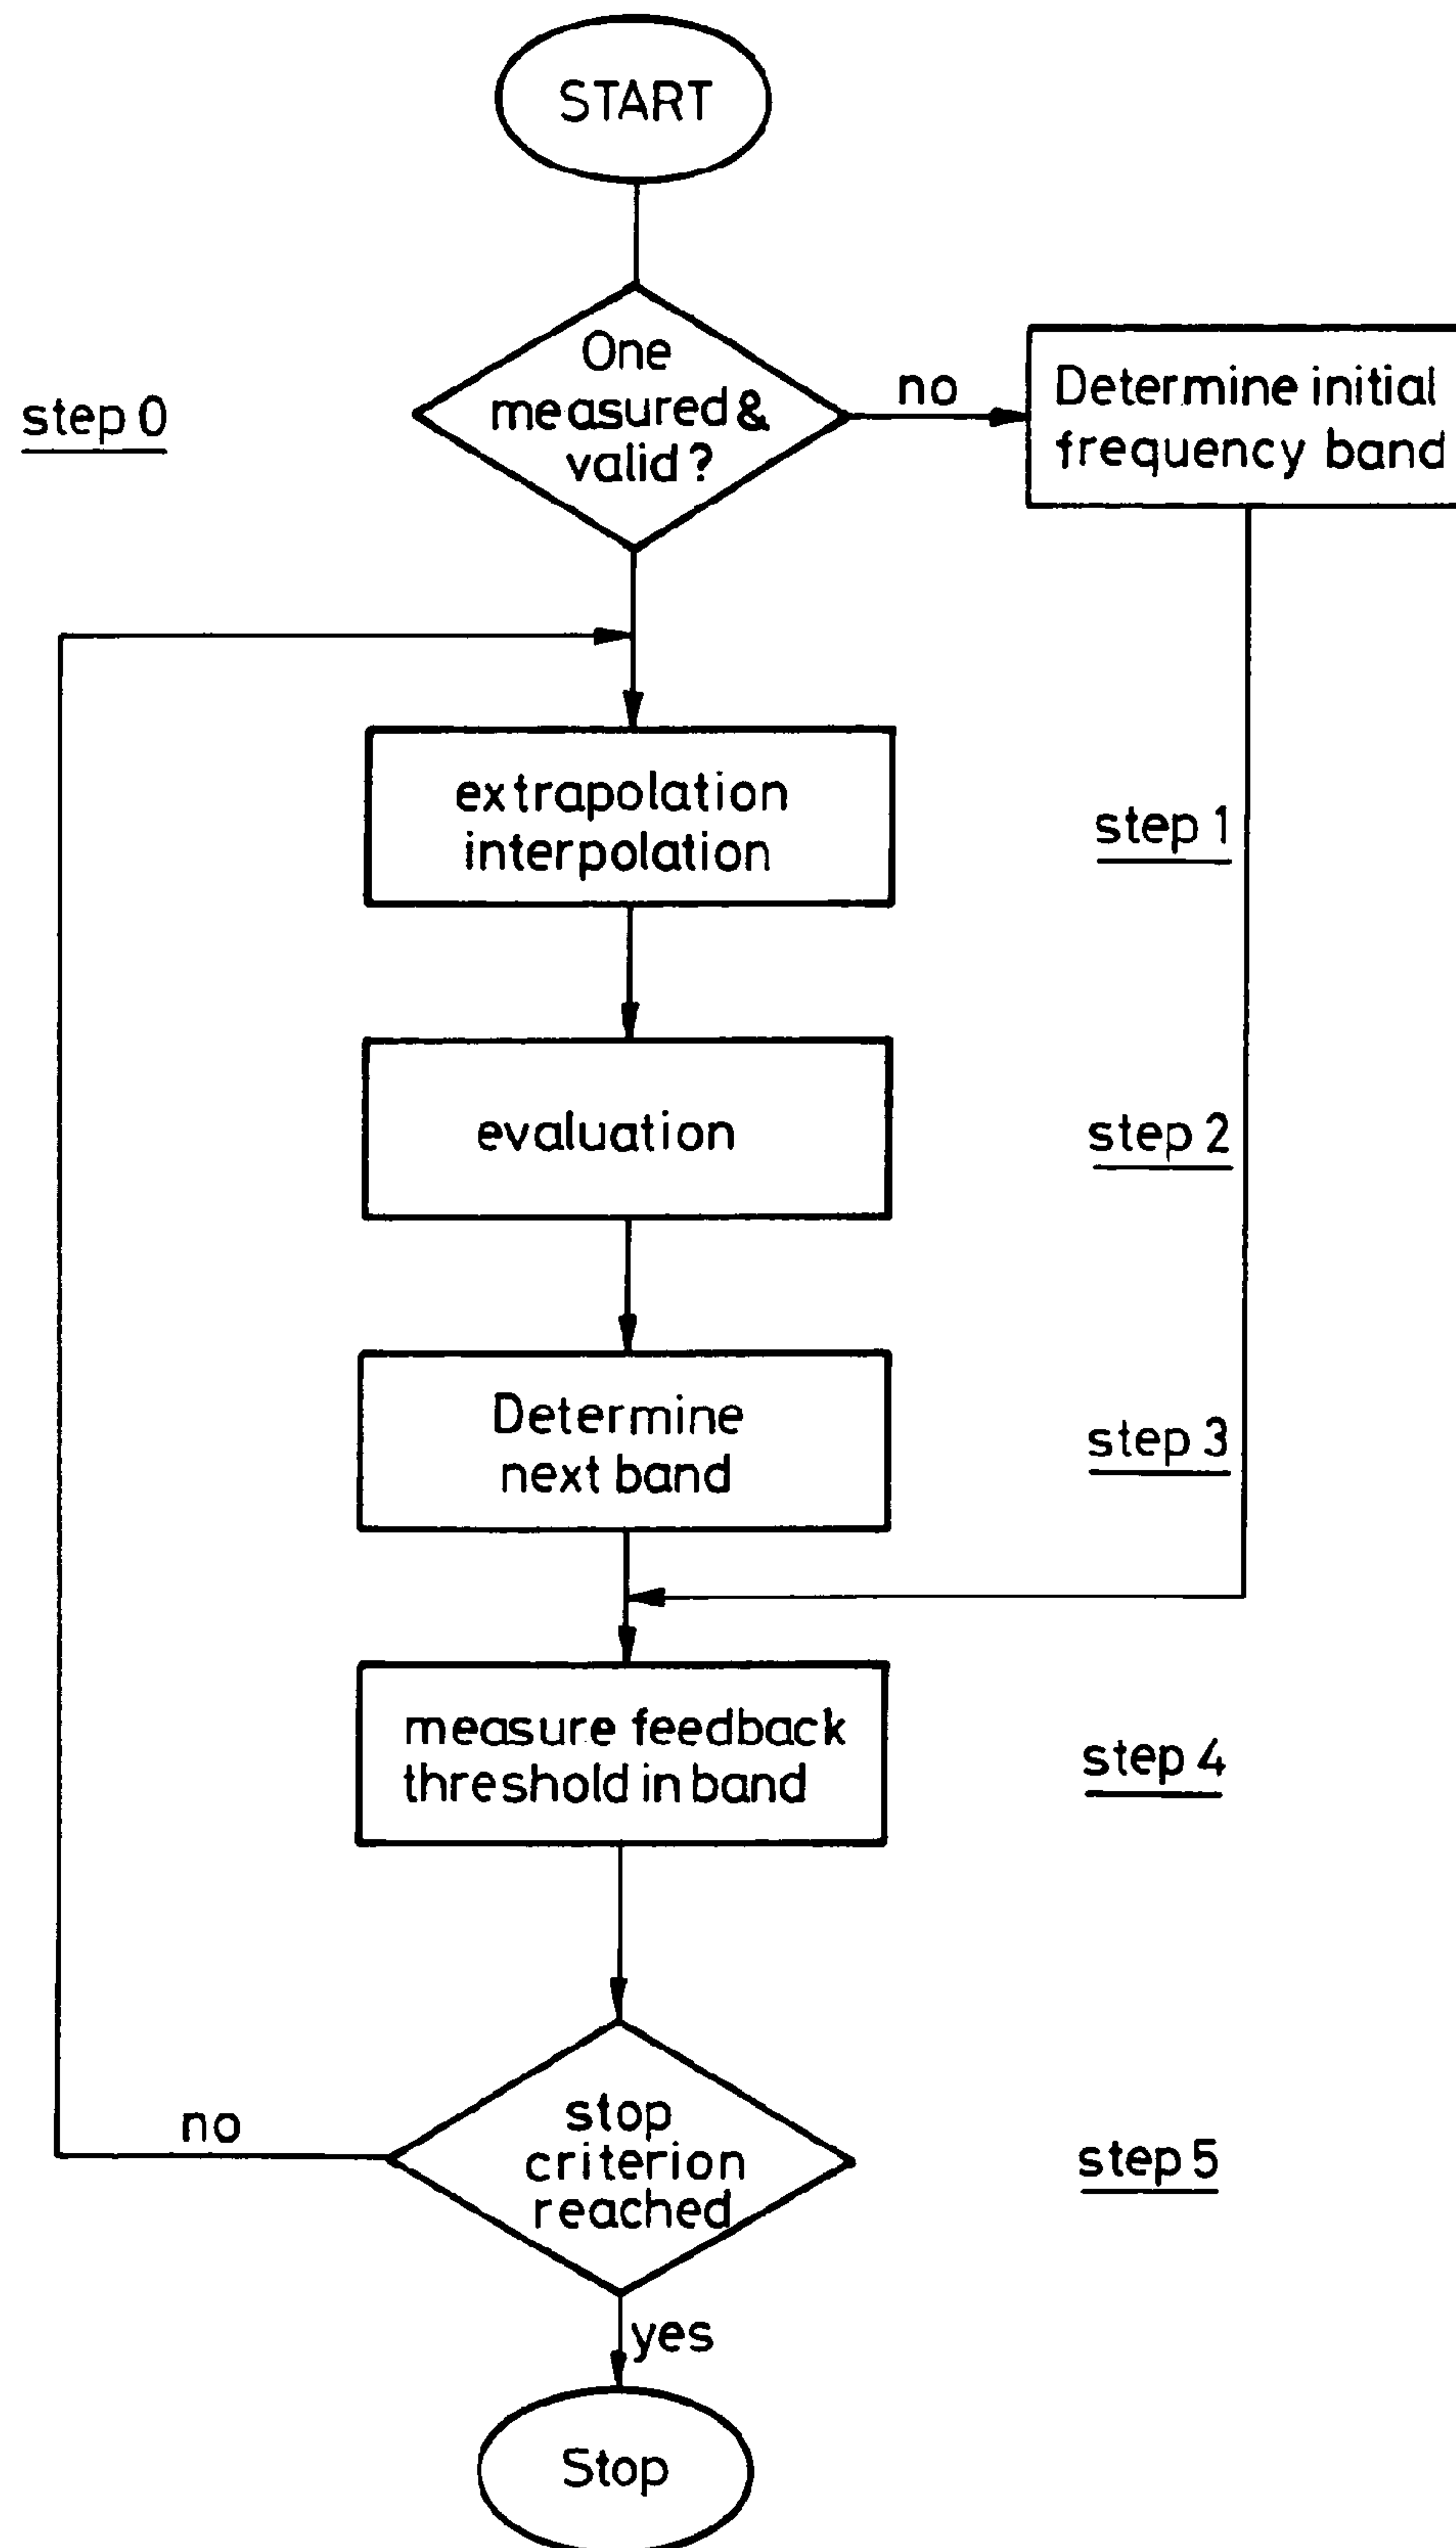 START
step 0
One
measured &
valid?
no
Determine initial
frequency band
extrapolation
interpolation
step 1
evaluation
step 2
Determine
next band
step 3
measure feedback
threshold in band
step 4
no
stop
criterion
reached
step 5
yes
Stop